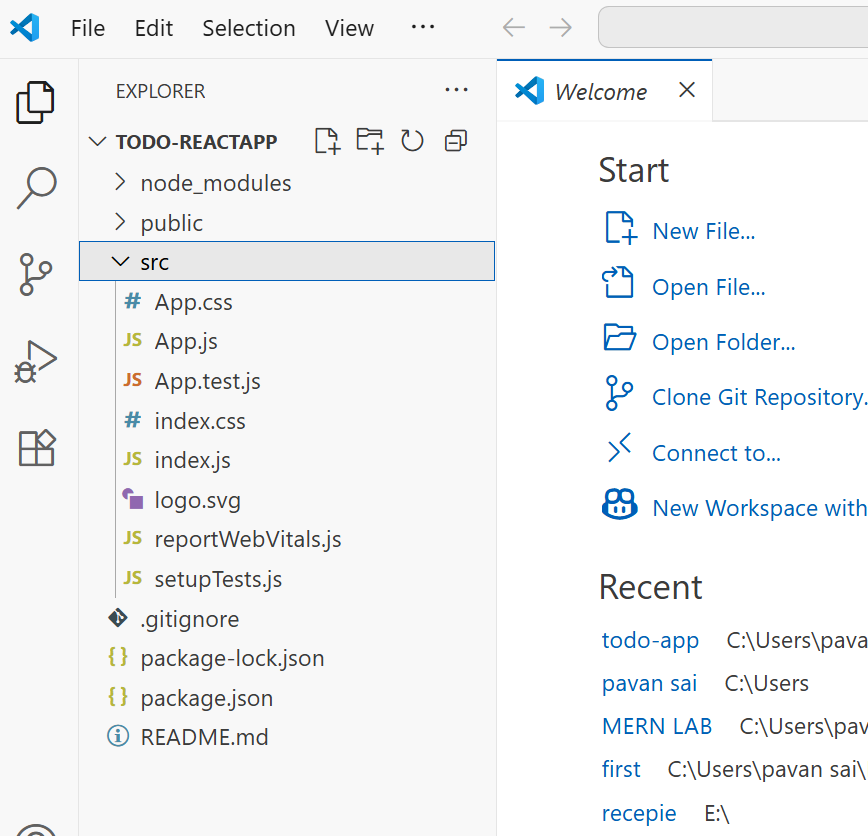 File Edit Selection View ···
EXPLORER ···
Welcome
TODO-REACTAPP
node_modules
public
src
# App.css
JS App.js
JS App.test.js
# index.css
JS index.js
logo.svg
JS reportWebVitals.js
JS setupTests.js
.gitignore
{} package-lock.json
{} package.json
README.md
Start
New File...
Open File...
Open Folder...
Clone Git Repository.
Connect to...
New Workspace with
Recent
todo-app C:\Users\pava
pavan sai C:\Users
MERN LAB C:\Users\pav
first C:\Users\pavan sai\
recepie E:\